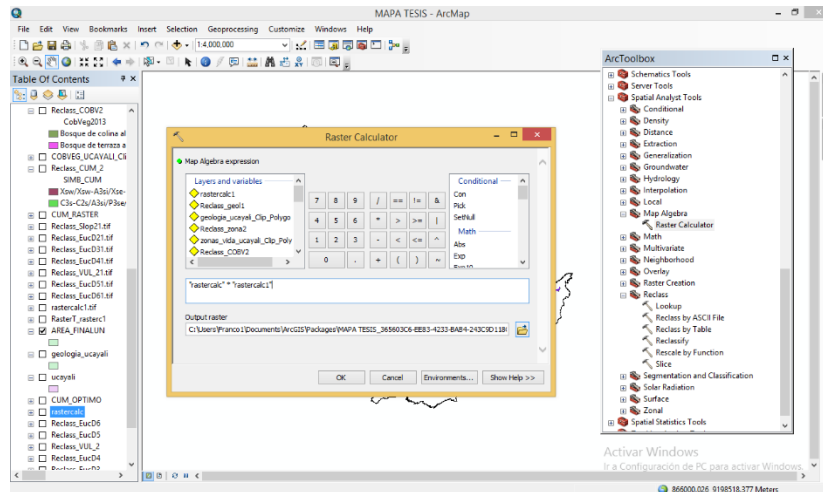 MAPA TESIS - ArcMap
File Edit View Bookmarks Insert Selection Geoprocessing Customize Windows Help
1:4,000,000
Table Of Contents
Reclass_COBV2
CobVeg2013
Bosque de colina al
Bosque de terraza a
COBVEG_UCAYALI_Cli
Reclass_CUM_2
SIMB_CUM
Xsw/Xsw-A3si/Xse-
C3s-C2s/A3si/P3se/
CUM_RASTER
Reclass_Slop21.tif
Reclass_EucD21.tif
Reclass_EucD31.tif
Reclass_EucD41.tif
Reclass_VUL_21.tif
Reclass_EucD51.tif
Reclass_EucD61.tif
rastercalc1.tif
RasterT_rasterc1
AREA_FINALUN
geologia_ucayali
ucayali
CUM_OPTIMO
rastercalc
Reclass_EucD6
Reclass_EucD5
Reclass_VUL_2
Reclass_EucD4
Reclass_EucD3
Raster Calculator
Map Algebra expression
Layers and variables
rastercalc1
Reclass_geol1
geologia_ucayali_Clip_Polygo
Reclass_zona2
zonas_vida_ucayali_Clip_Poly
Reclass_COBV2
7 8 9 / == != &
4 5 6 * > >= |
1 2 3 - < <= ^
0 . + ( ) ~
Conditional
Con
Pick
SetNull
Math
Abs
Exp
Exp10
"rastercalc" * "rastercalc1"
Output raster
C:\Users\Franco1\Documents\ArcGIS\Packages\MAPA TESIS_365603C6-EEB3-4233-BA84-243C9D118
OK Cancel Environments... Show Help >>
ArcToolbox
Schematics Tools
Server Tools
Spatial Analyst Tools
Conditional
Density
Distance
Extraction
Generalization
Groundwater
Hydrology
Interpolation
Local
Map Algebra
Raster Calculator
Math
Multivariate
Neighborhood
Overlay
Raster Creation
Reclass
Lookup
Reclass by ASCII File
Reclass by Table
Reclassify
Rescale by Function
Slice
Segmentation and Classification
Solar Radiation
Surface
Zonal
Spatial Statistics Tools
Activar Windows
Ir a Configuración de PC para activar Windows.
866000.026 9198518.377 Meters